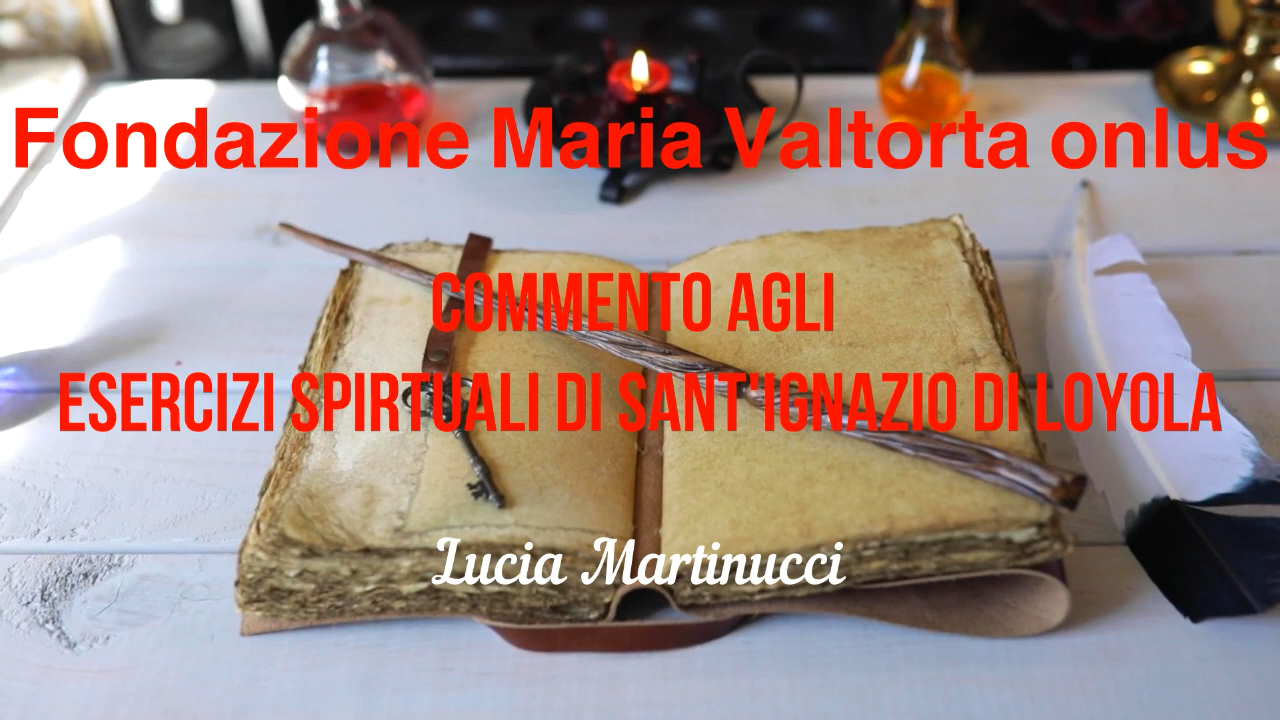 Fondazione Maria Valtorta onlus
COMMENTO AGLI
ESERCIZI SPIRTUALI DI SANT'IGNAZIO DI LOYOLA
Lucia Martinucci